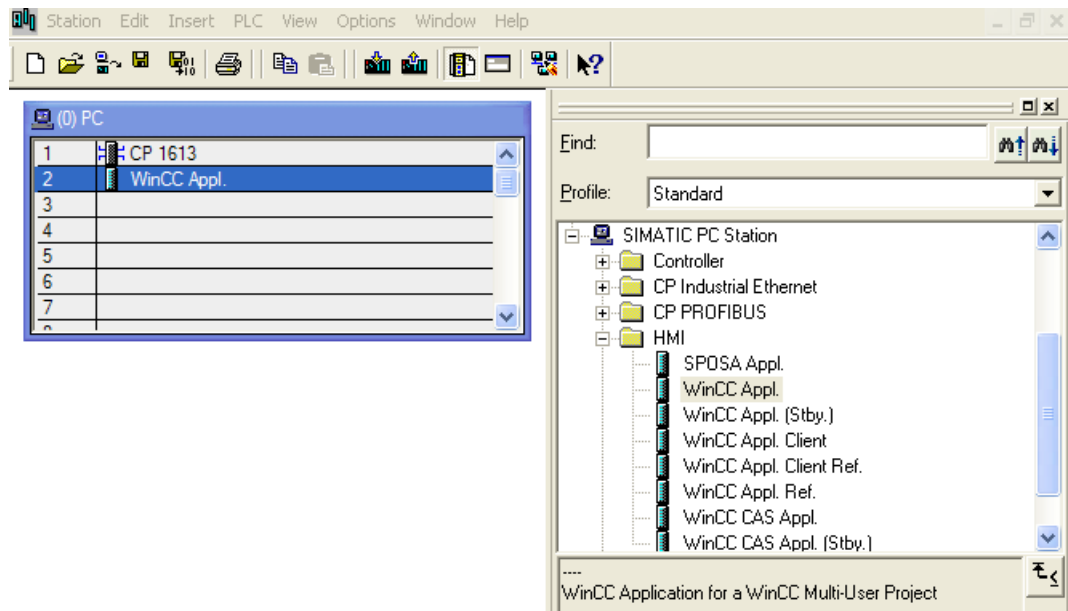 Station Edit Insert PLC View Options Window Help
(0) PC
1 CP 1613
2 WinCC Appl.
3
4
5
6
7
Find:
Profile: Standard
SIMATIC PC Station
Controller
CP Industrial Ethernet
CP PROFIBUS
HMI
SPOSA Appl.
WinCC Appl.
WinCC Appl. (Stby.)
WinCC Appl. Client
WinCC Appl. Client Ref.
WinCC Appl. Ref.
WinCC CAS Appl.
WinCC CAS Appl. (Stby.)
----
WinCC Application for a WinCC Multi-User Project